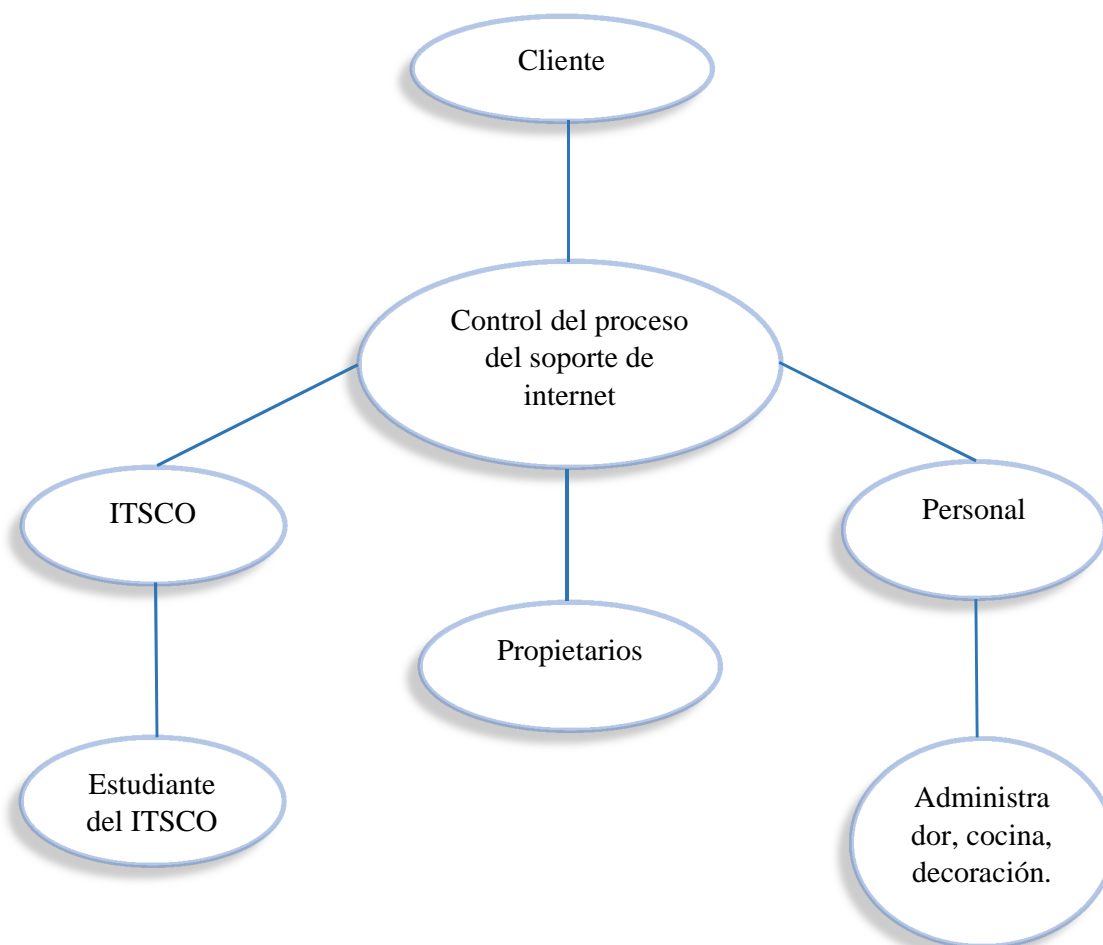 Cliente
Control del proceso
del soporte de
internet
ITSCO
Personal
Propietarios
Estudiante
del ITSCO
Administra
dor, cocina,
decoración.